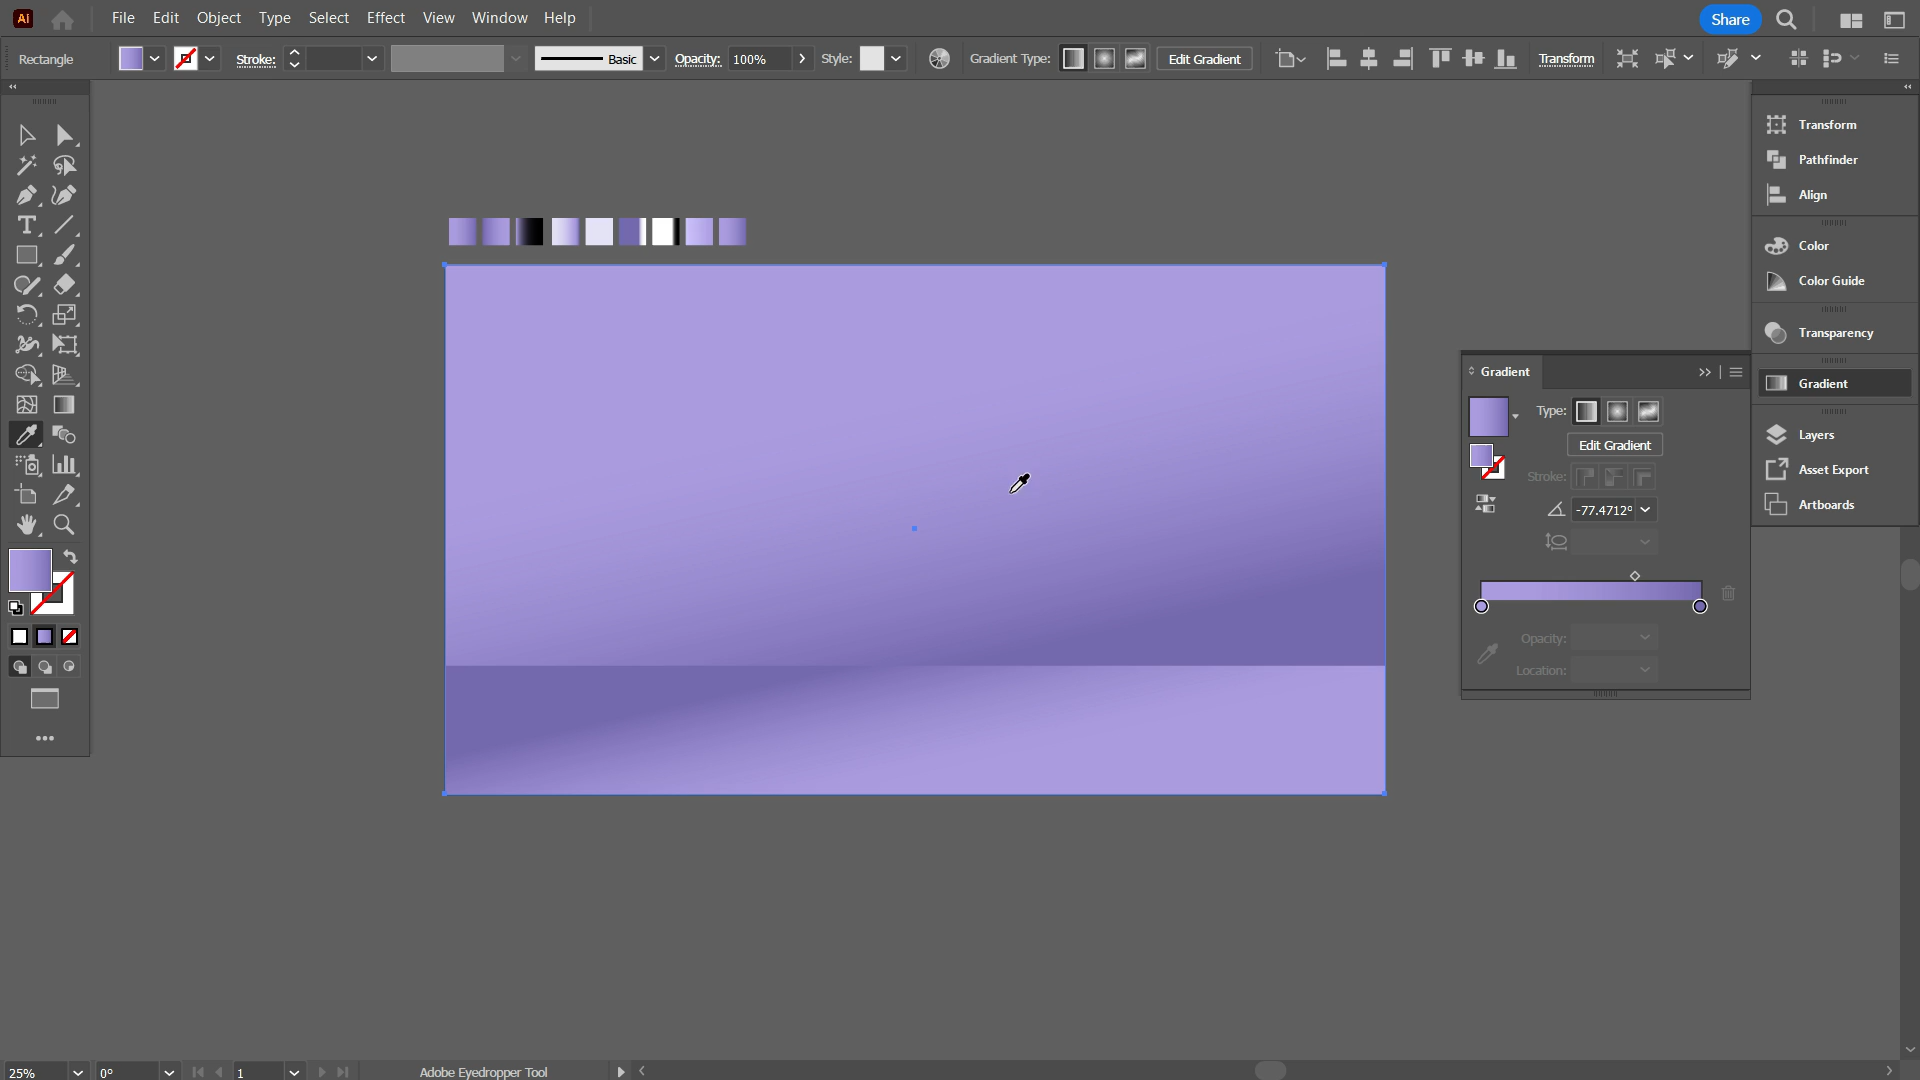 Ai File Edit Object Type Select Effect View Window Help Share
Rectangle Stroke: Basic Opacity: 100% Style: Gradient Type: Edit Gradient Transform
Transform
Pathfinder
Align
Color
Color Guide
Transparency
Gradient
Layers
Asset Export
Artboards
Gradient
Type:
Edit Gradient
Stroke:
-77.4712°
Opacity:
Location:
25% 0° 1 Adobe Eyedropper Tool